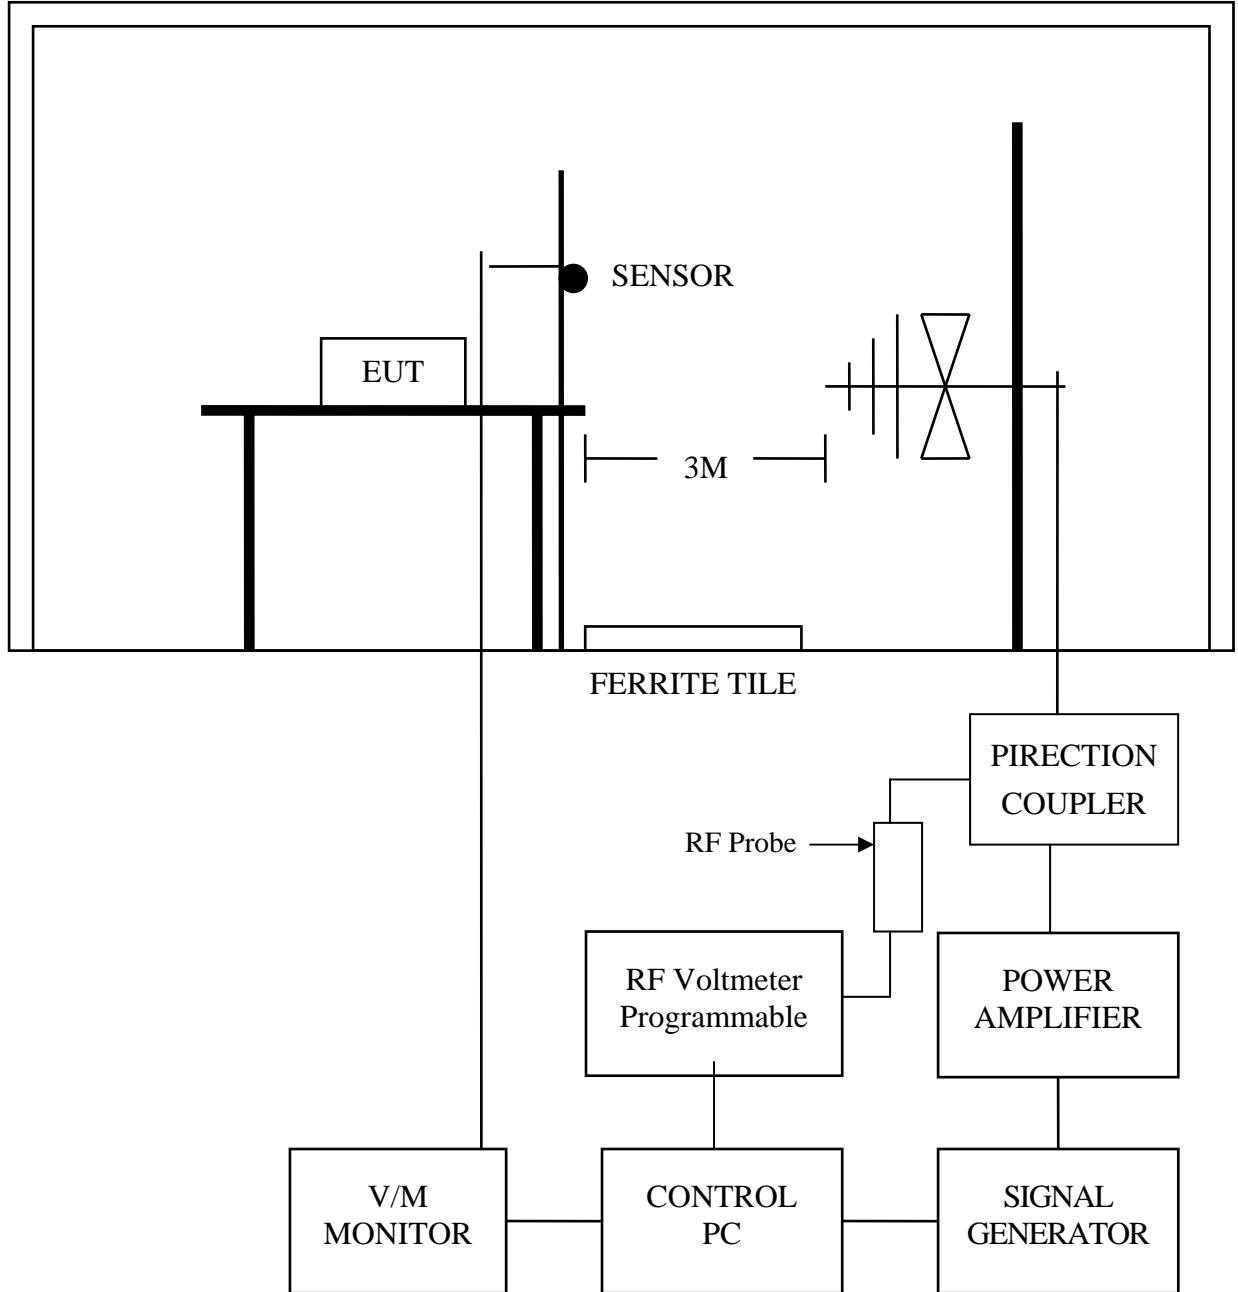 SENSOR
EUT
3M
FERRITE TILE
PIRECTION
COUPLER
RF Probe
RF Voltmeter
Programmable
POWER
AMPLIFIER
V/M
MONITOR
CONTROL
PC
SIGNAL
GENERATOR